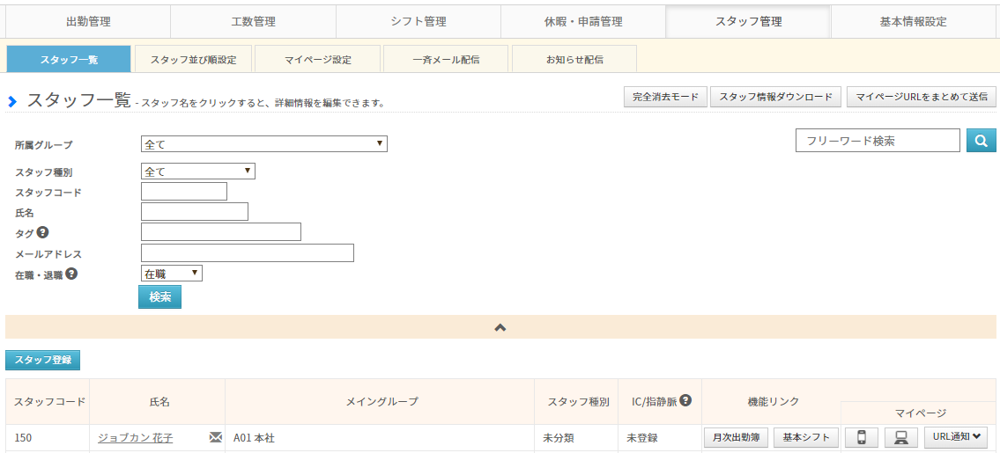 出勤管理 工数管理 シフト管理 休暇・申請管理 スタッフ管理 基本情報設定
スタッフ一覧 スタッフ並び順設定 マイページ設定 一斉メール配信 お知らせ配信
スタッフ一覧 - スタッフ名をクリックすると、詳細情報を編集できます。 完全消去モード スタッフ情報ダウンロード マイページURLをまとめて送信
所属グループ 全て フリーワード検索
スタッフ種別 全て
スタッフコード
氏名
タグ
メールアドレス
在職・退職 在職
検索
スタッフ登録
スタッフコード 氏名 メイングループ スタッフ種別 IC/指静脈 機能リンク
マイページ
150 ジョブカン 花子 A01 本社 未分類 未登録 月次出勤簿 基本シフト URL通知